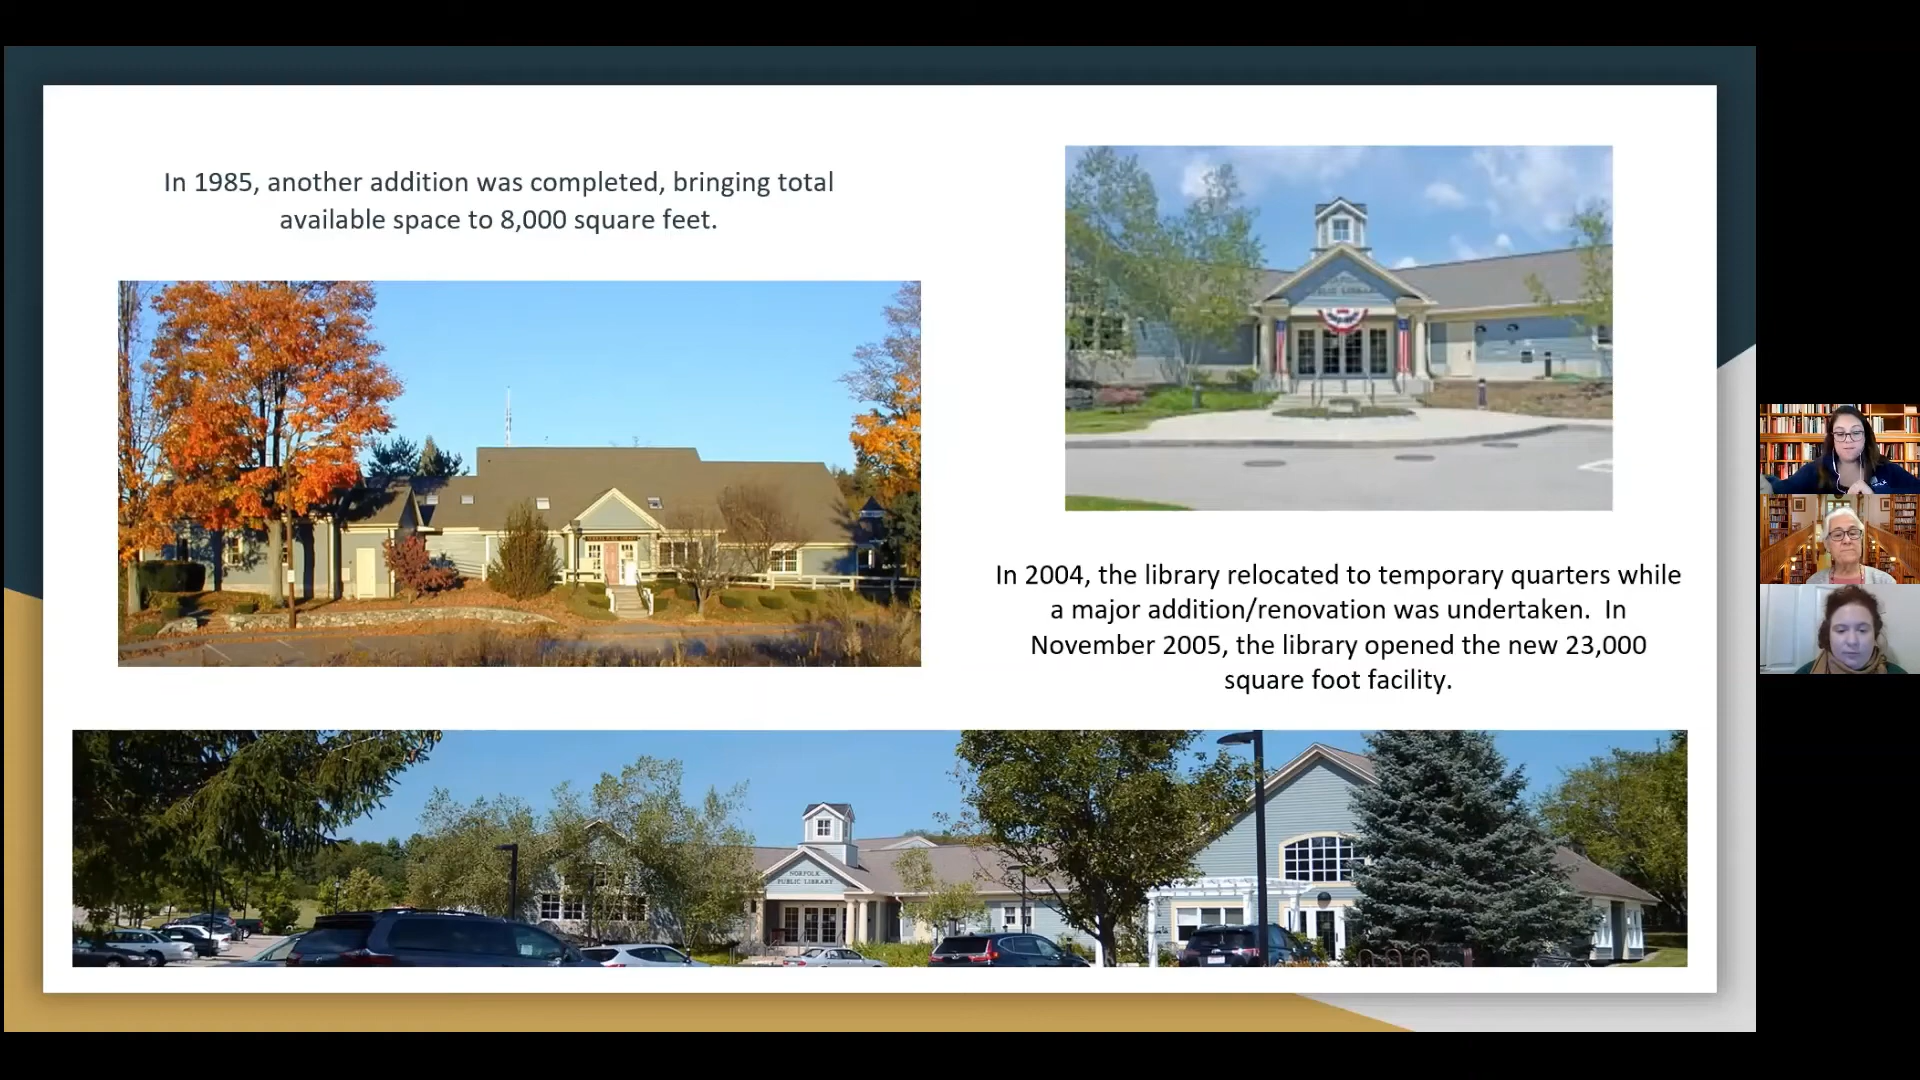 In 1985, another addition was completed, bringing total
available space to 8,000 square feet.
In 2004, the library relocated to temporary quarters while
a major addition/renovation was undertaken.  In
November 2005, the library opened the new 23,000
square foot facility.
NORFOLK
PUBLIC LIBRARY